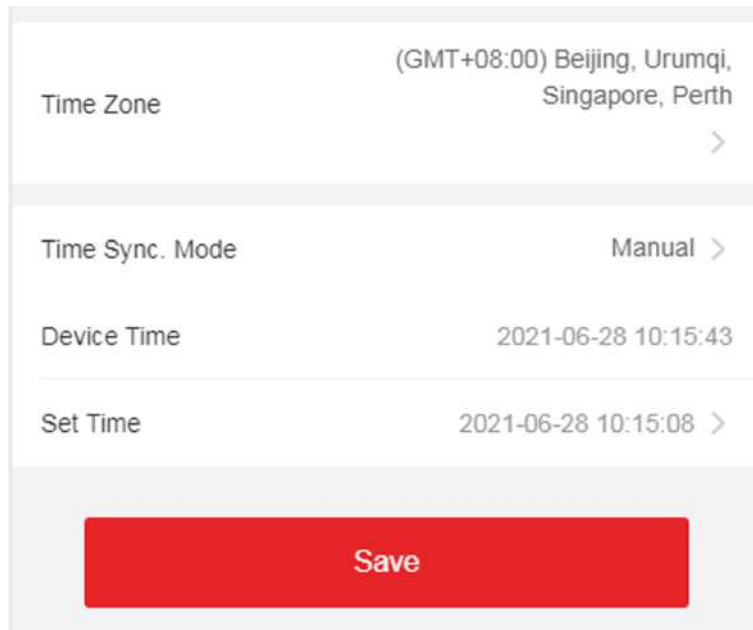 (GMT+08:00) Beijing, Urumqi,
Time Zone
Singapore, Perth
Time Sync. Mode Manual
Device Time 2021-06-28 10:15:43
Set Time 2021-06-28 10:15:08
Save